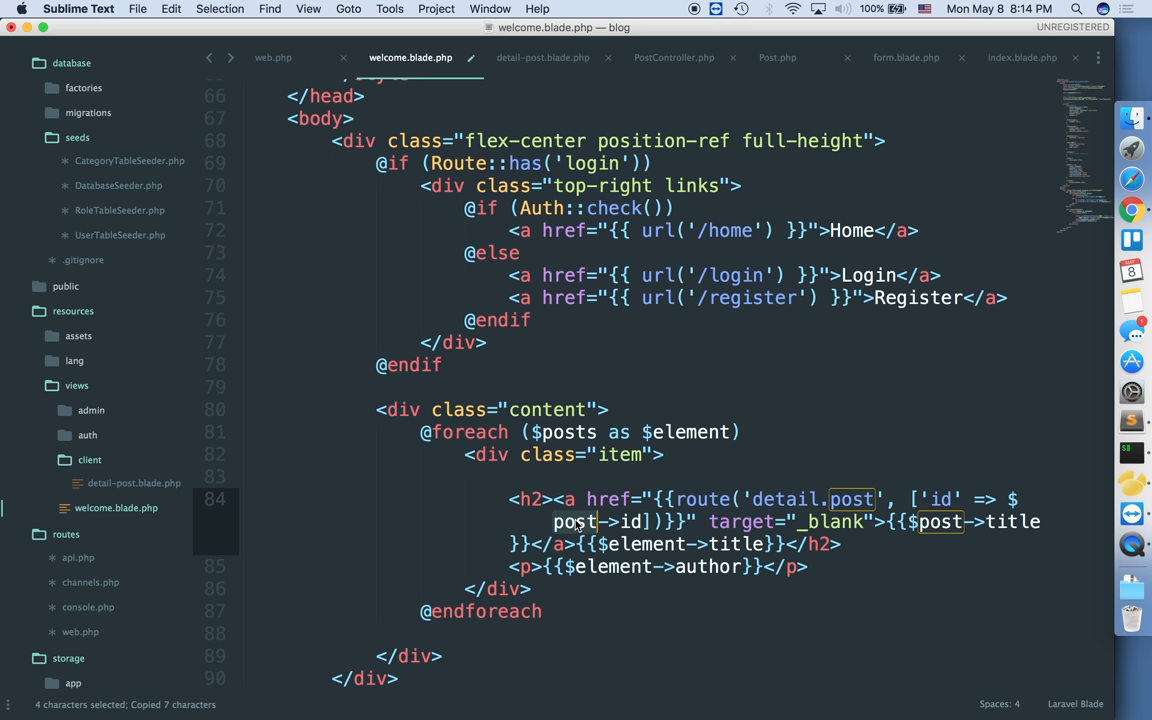 Sublime Text File Edit Selection Find View Goto Tools Project Window Help 100% Mon May 8 8:14 PM
welcome.blade.php — blog UNREGISTERED
web.php welcome.blade.php detail-post.blade.php PostController.php Post.php form.blade.php index.blade.php
database
factories
migrations
seeds
CategoryTableSeeder.php
DatabaseSeeder.php
RoleTableSeeder.php
UserTableSeeder.php
.gitignore
public
resources
assets
lang
views
admin
auth
client
detail-post.blade.php
welcome.blade.php
routes
api.php
channels.php
console.php
web.php
storage
app
66 </head>
67 <body>
68 <div class="flex-center position-ref full-height">
69 @if (Route::has('login'))
70 <div class="top-right links">
71 @if (Auth::check())
72 <a href="{{ url('/home') }}">Home</a>
73 @else
74 <a href="{{ url('/login') }}">Login</a>
75 <a href="{{ url('/register') }}">Register</a>
76 @endif
77 </div>
78 @endif
79
80 <div class="content">
81 @foreach ($posts as $element)
82 <div class="item">
83
84 <h2><a href="{{route('detail.post', ['id' => $
post->id])}}" target="_blank">{{$post->title
}}</a>{{$element->title}}</h2>
85 <p>{{$element->author}}</p>
86 </div>
87 @endforeach
88
89 </div>
90 </div>
4 characters selected; Copied 7 characters Spaces: 4 Laravel Blade